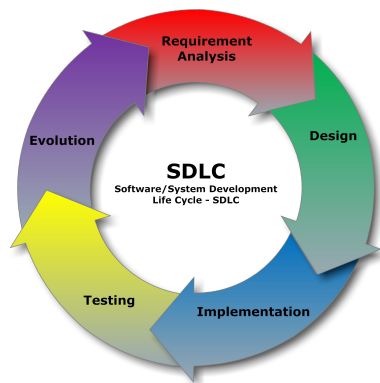 Requirement
Analysis
Design
Evolution
SDLC
Software/System Development
Life Cycle - SDLC
Testing
Implementation